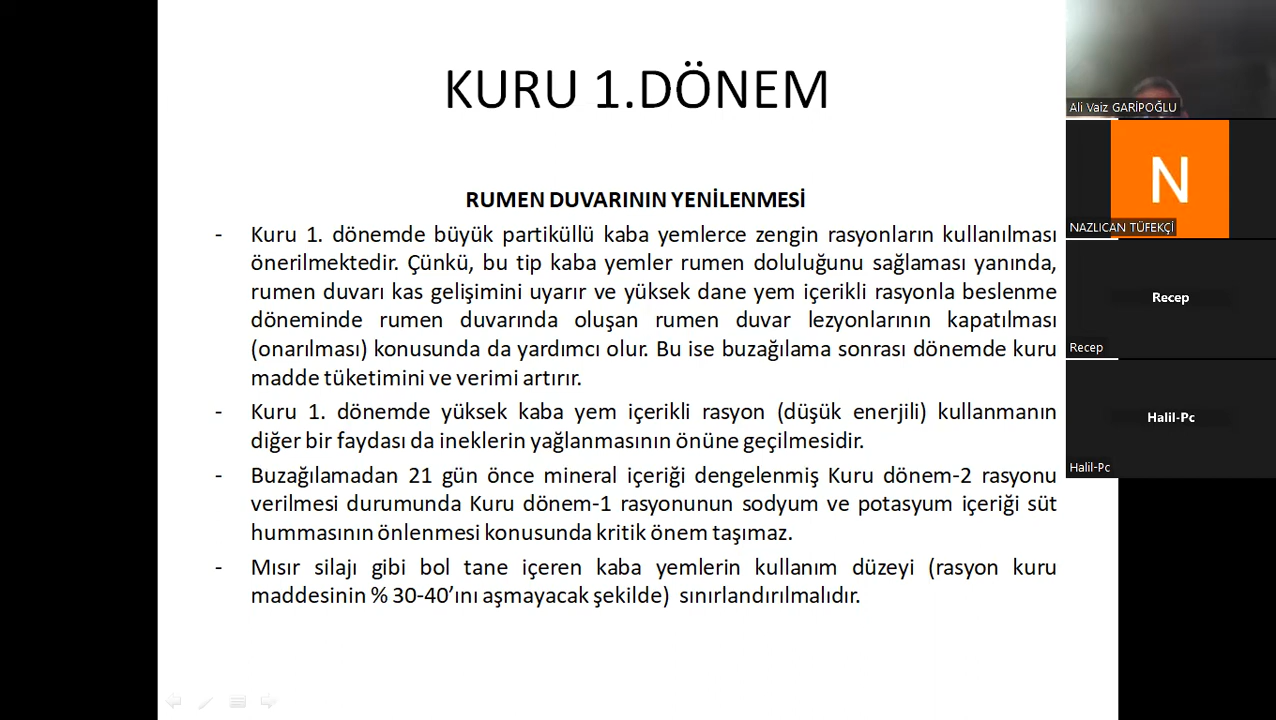 KURU 1.DÖNEM
RUMEN DUVARININ YENİLENMESİ
- Kuru 1. dönemde büyük partiküllü kaba yemlerce zengin rasyonların kullanılması
önerilmektedir. Çünkü, bu tip kaba yemler rumen doluluğunu sağlaması yanında,
rumen duvarı kas gelişimini uyarır ve yüksek dane yem içerikli rasyonla beslenme
döneminde rumen duvarında oluşan rumen duvar lezyonlarının kapatılması
(onarılması) konusunda da yardımcı olur. Bu ise buzağılama sonrası dönemde kuru
madde tüketimini ve verimi artırır.
- Kuru 1. dönemde yüksek kaba yem içerikli rasyon (düşük enerjili) kullanmanın
diğer bir faydası da ineklerin yağlanmasının önüne geçilmesidir.
- Buzağılamadan 21 gün önce mineral içeriği dengelenmiş Kuru dönem-2 rasyonu
verilmesi durumunda Kuru dönem-1 rasyonunun sodyum ve potasyum içeriği süt
hummasının önlenmesi konusunda kritik önem taşımaz.
- Mısır silajı gibi bol tane içeren kaba yemlerin kullanım düzeyi (rasyon kuru
maddesinin % 30-40’ını aşmayacak şekilde) sınırlandırılmalıdır.
Ali Vaiz GARİPOĞLU
N
NAZLICAN TÜFEKÇİ
Recep
Recep
Halil-Pc
Halil-Pc